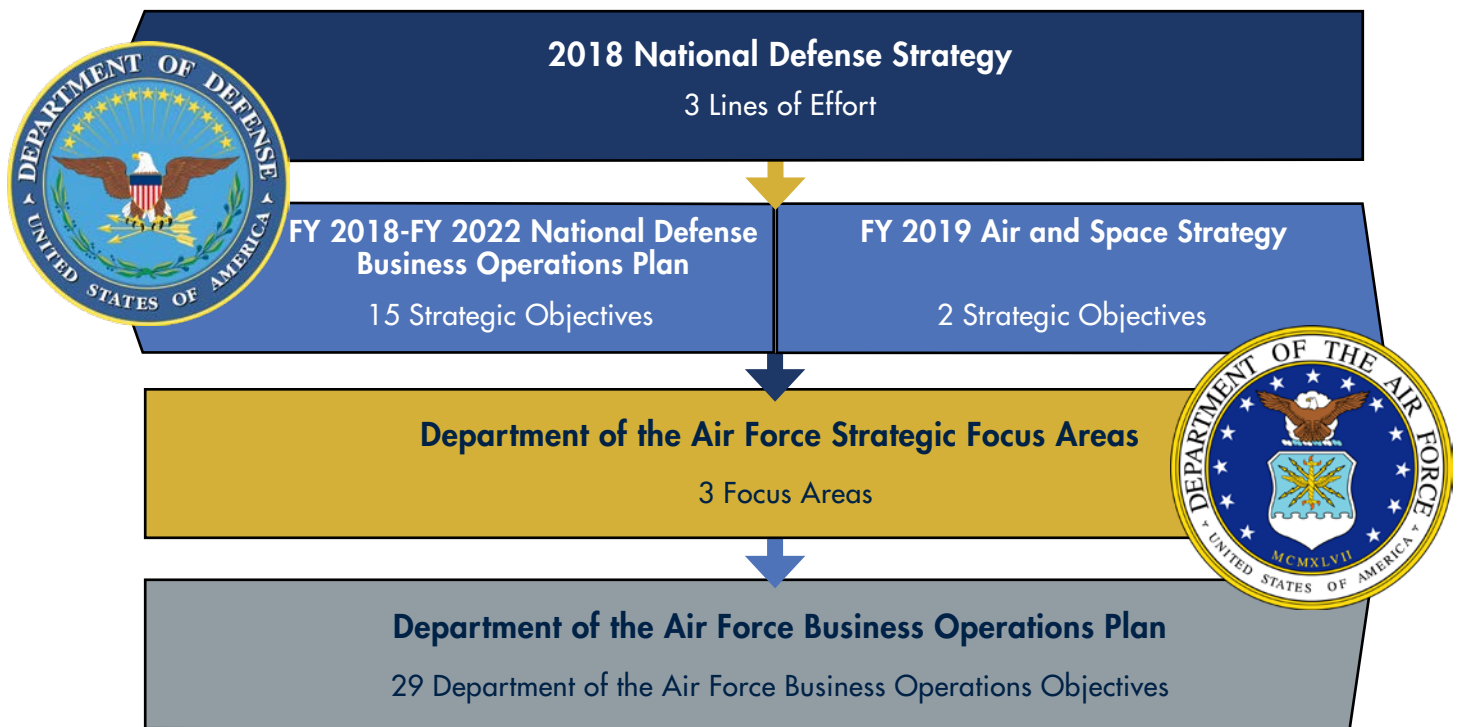 2018 National Defense Strategy
3 Lines of Effort
DEPARTMENT OF DEFENSE
UNITED STATES OF AMERICA
FY 2018-FY 2022 National Defense
Business Operations Plan
15 Strategic Objectives
FY 2019 Air and Space Strategy
2 Strategic Objectives
Department of the Air Force Strategic Focus Areas
3 Focus Areas
DEPARTMENT OF THE AIR FORCE
MCMXLVII
UNITED STATES OF AMERICA
Department of the Air Force Business Operations Plan
29 Department of the Air Force Business Operations Objectives